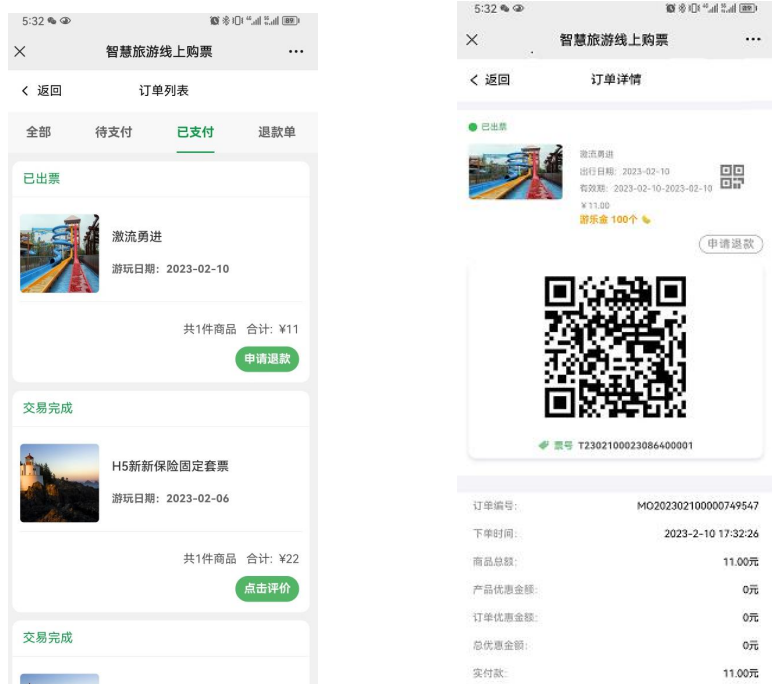 5:32
89
智慧旅游线上购票
返回
订单列表
全部
待支付
已支付
退款单
已出票
激流勇进
游玩日期: 2023-02-10
共1件商品 合计: ¥11
申请退款
交易完成
H5新新保险固定套票
游玩日期: 2023-02-06
共1件商品 合计: ¥22
点击评价
交易完成
5:32
89
智慧旅游线上购票
返回
订单详情
已出票
激流勇进
出行日期: 2023-02-10
有效期: 2023-02-10-2023-02-10
¥11.00
游乐金 100个
申请退款
票号 T2302100023086400001
订单编号: MO202302100000749547
下单时间: 2023-2-10 17:32:26
商品总额: 11.00元
产品优惠金额: 0元
订单优惠金额: 0元
总优惠金额: 0元
实付款: 11.00元